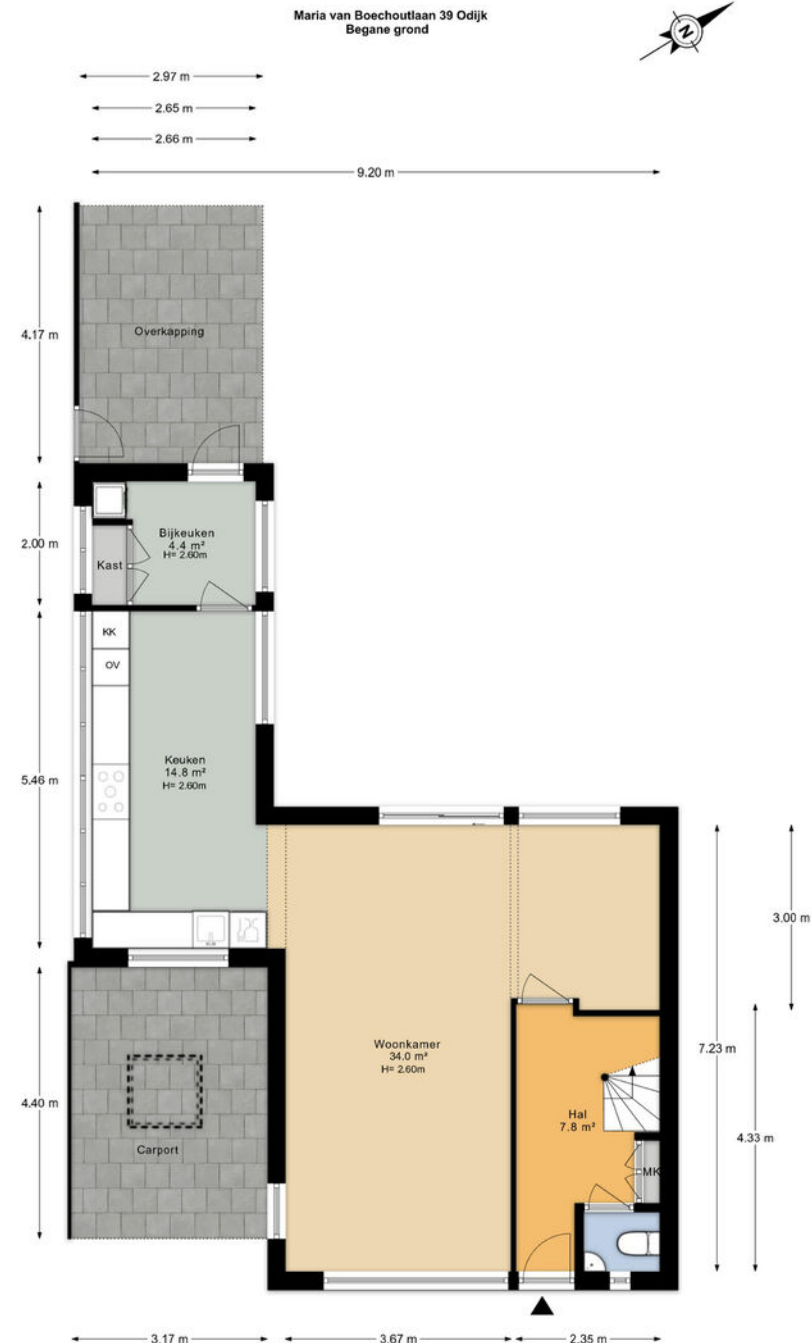 Maria van Boechoutlaan 39 Odijk
Begane grond
N
2.97 m
2.65 m
2.66 m
9.20 m
4.17 m
Overkapping
2.00 m
Bijkeuken
4.4 m²
H= 2.60m
Kast
KK
OV
5.46 m
Keuken
14.8 m²
H= 2.60m
3.00 m
Woonkamer
34.0 m²
H= 2.60m
7.23 m
4.40 m
Carport
Hal
7.8 m²
4.33 m
MK
3.17 m
3.67 m
2.35 m